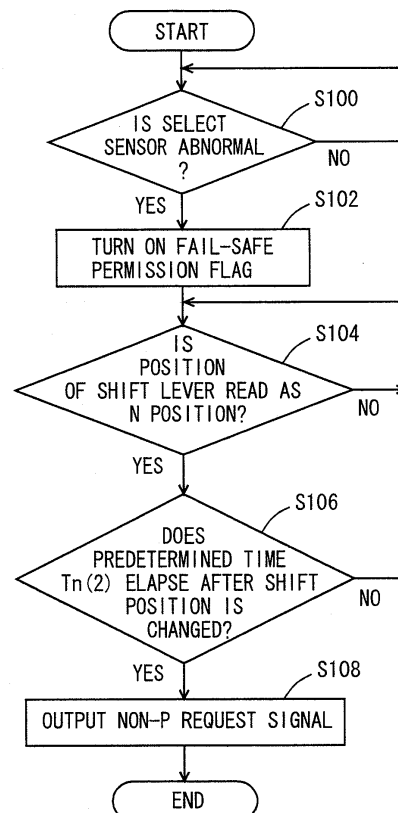 START
S100
IS SELECT
SENSOR ABNORMAL
?
NO
YES
S102
TURN ON FAIL-SAFE
PERMISSION FLAG
S104
IS
POSITION
OF SHIFT LEVER READ AS
N POSITION?
NO
YES
S106
DOES
PREDETERMINED TIME
Tn(2) ELAPSE AFTER SHIFT
POSITION IS
CHANGED?
NO
YES
S108
OUTPUT NON-P REQUEST SIGNAL
END